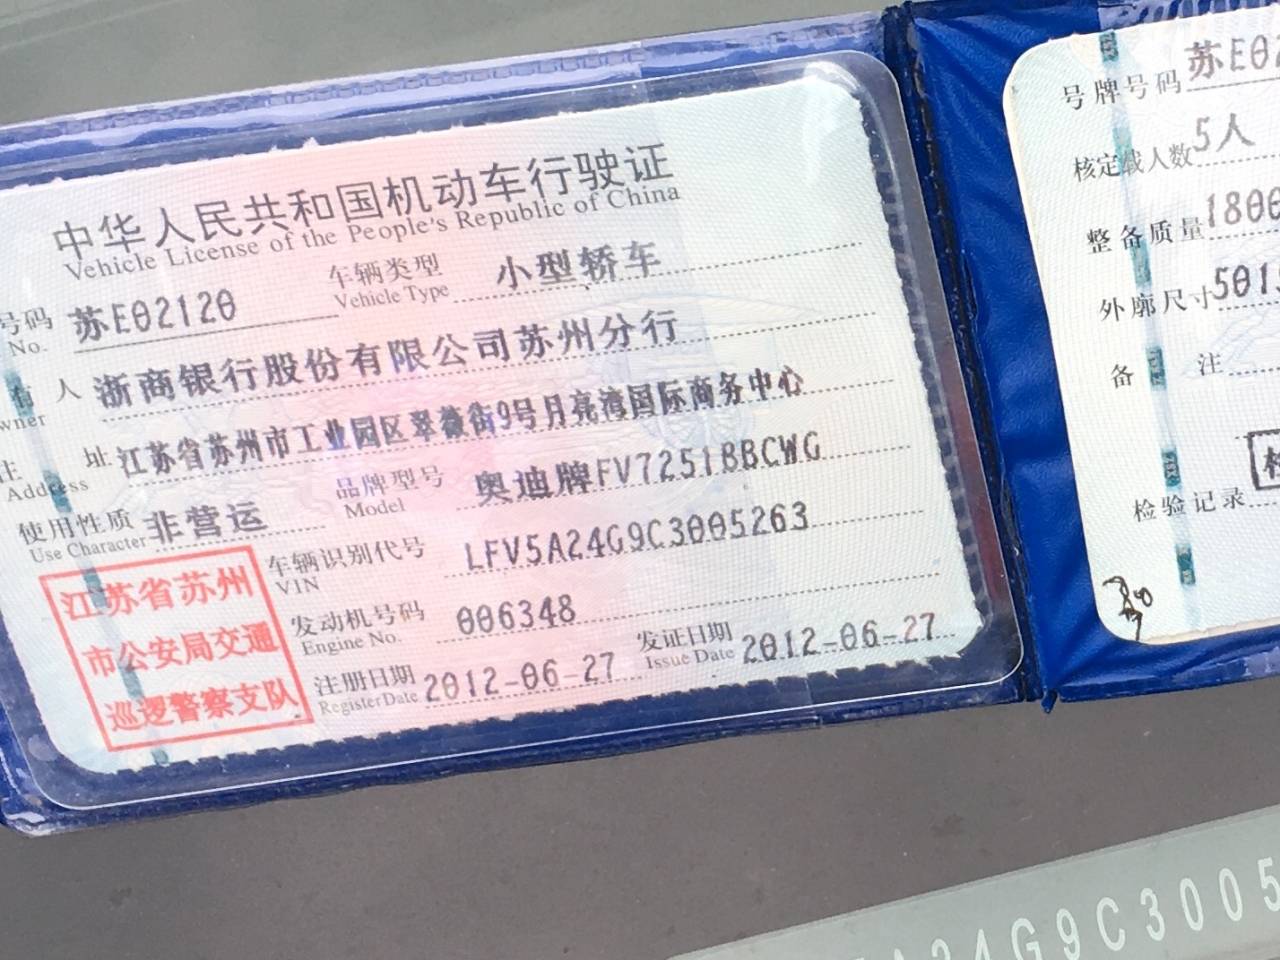 中华人民共和国机动车行驶证
Vehicle License of the People's Republic of China
号码 苏E02120 车辆类型 小型轿车
No. Vehicle Type
有人 浙商银行股份有限公司苏州分行
wner
住址 江苏省苏州市工业园区翠薇街9号月亮湾国际商务中心
Address
使用性质 非营运 品牌型号 奥迪牌FV7251BBCWG
Use Character Model
车辆识别代号 LFV5A24G9C3005263
VIN
发动机号码 006348
Engine No.
注册日期 2012-06-27 发证日期 2012-06-27
Register Date Issue Date
江苏省苏州
市公安局交通
巡逻警察支队
号牌号码 苏E02
核定载人数 5人
整备质量 180
外廓尺寸 501
备注
检验记录
24G9C3005